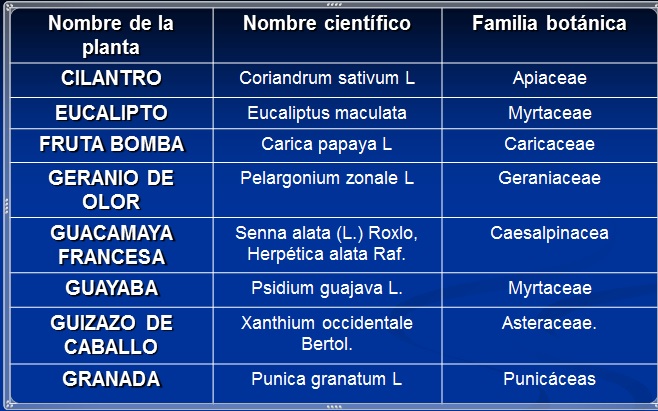 Nombre de la
planta
Nombre científico
Familia botánica
CILANTRO
Coriandrum sativum L
Apiaceae
EUCALIPTO
Eucaliptus maculata
Myrtaceae
FRUTA BOMBA
Carica papaya L
Caricaceae
GERANIO DE
OLOR
Pelargonium zonale L
Geraniaceae
GUACAMAYA
FRANCESA
Senna alata (L.) Roxlo,
Herpética alata Raf.
Caesalpinacea
GUAYABA
Psidium guajava L.
Myrtaceae
GUIZAZO DE
CABALLO
Xanthium occidentale
Bertol.
Asteraceae.
GRANADA
Punica granatum L
Punicáceas